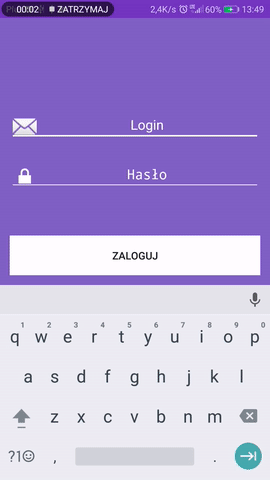 00:02 ZATRZYMAJ 2,4K/s 60% 13:49
Login
Hasło
ZALOGUJ
1 2 3 4 5 6 7 8 9 0
q w e r t y u i o p
a s d f g h j k l
z x c v b n m
?1☺ , .